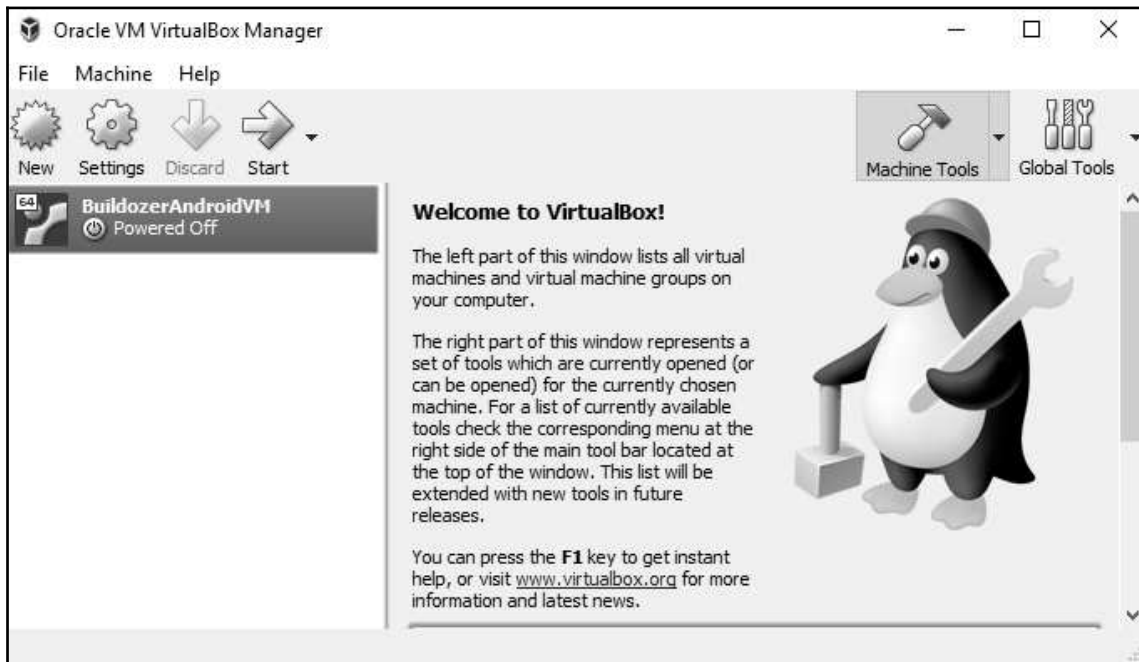 Oracle VM VirtualBox Manager
File Machine Help
New Settings Discard Start
Machine Tools Global Tools
64
BuildozerAndroidVM
Powered Off
Welcome to VirtualBox!
The left part of this window lists all virtual
machines and virtual machine groups on
your computer.
The right part of this window represents a
set of tools which are currently opened (or
can be opened) for the currently chosen
machine. For a list of currently available
tools check the corresponding menu at the
right side of the main tool bar located at
the top of the window. This list will be
extended with new tools in future
releases.
You can press the F1 key to get instant
help, or visit www.virtualbox.org for more
information and latest news.